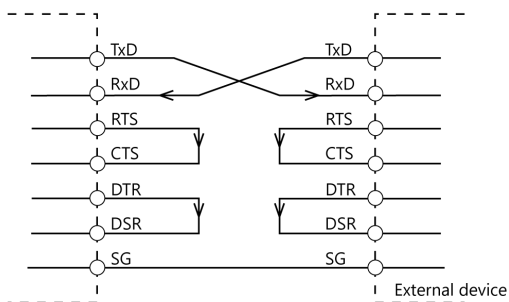 TxD TxD
RxD RxD
RTS RTS
CTS CTS
DTR DTR
DSR DSR
SG SG
External device